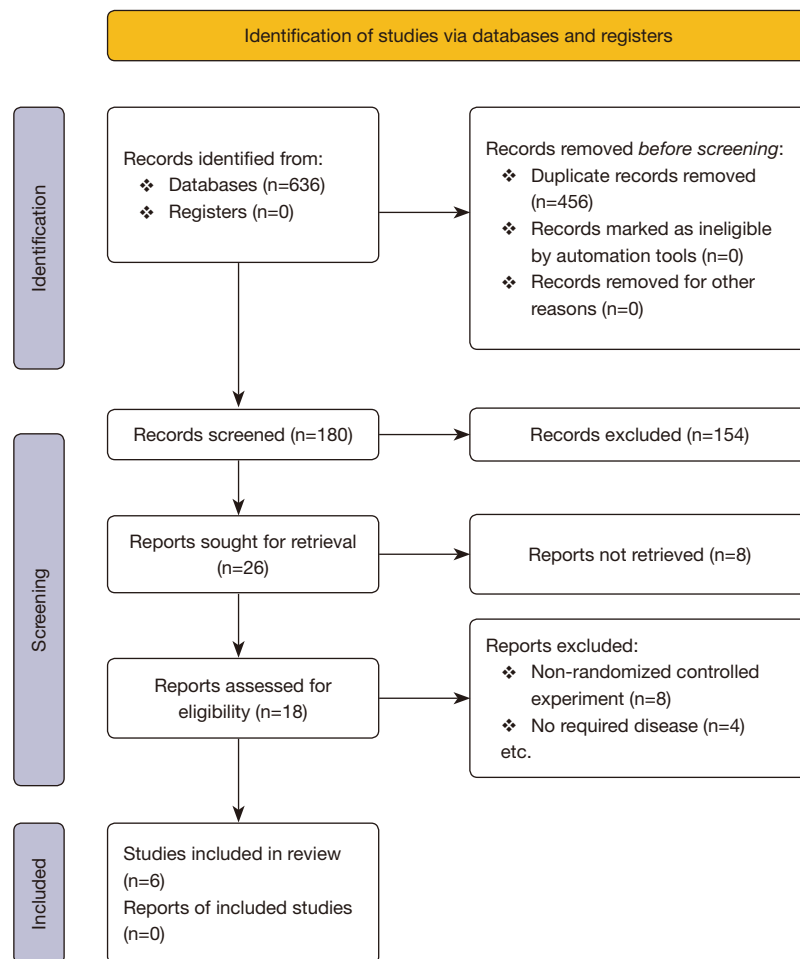 Identification of studies via databases and registers
Identification
Records identified from:
❖ Databases (n=636)
❖ Registers (n=0)
Records removed before screening:
❖ Duplicate records removed
(n=456)
❖ Records marked as ineligible
by automation tools (n=0)
❖ Records removed for other
reasons (n=0)
Screening
Records screened (n=180)
Records excluded (n=154)
Reports sought for retrieval
(n=26)
Reports not retrieved (n=8)
Reports assessed for
eligibility (n=18)
Reports excluded:
❖ Non-randomized controlled
experiment (n=8)
❖ No required disease (n=4)
etc.
Included
Studies included in review
(n=6)
Reports of included studies
(n=0)